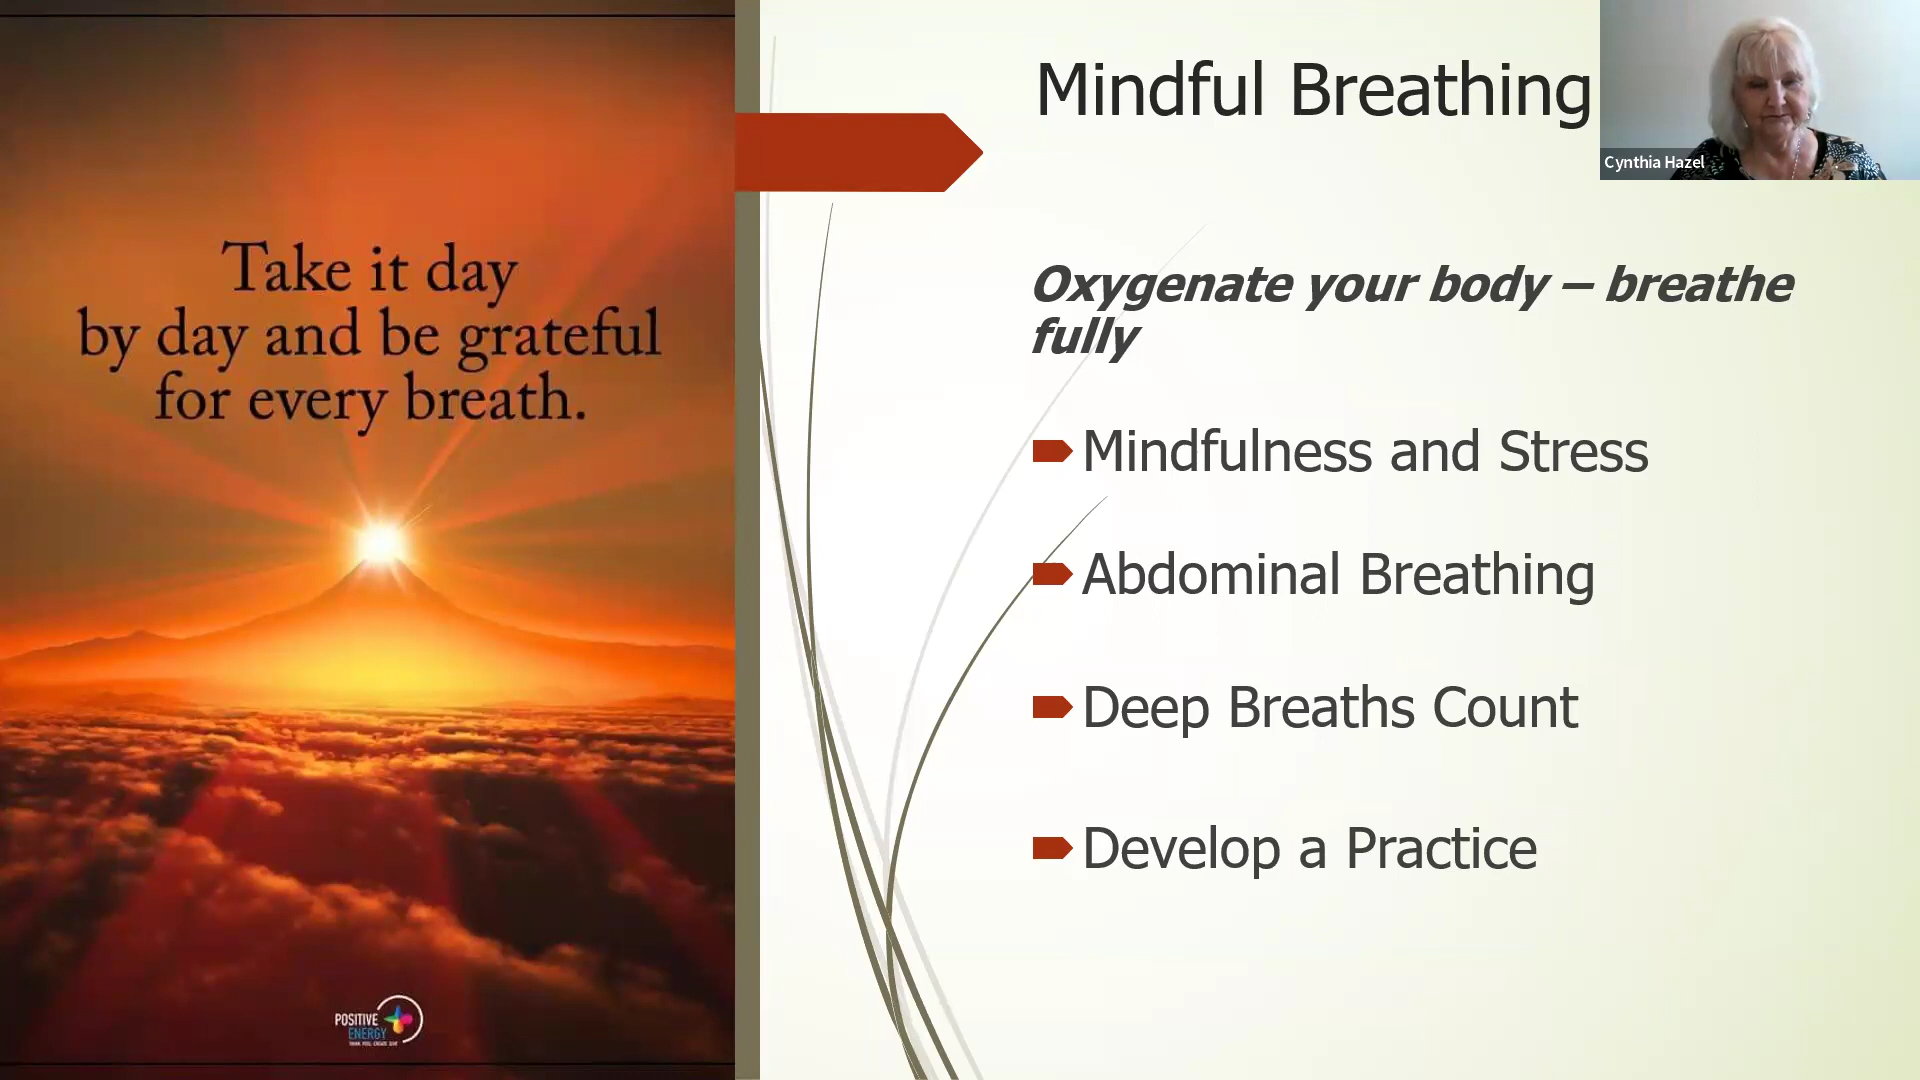 Take it day
by day and be grateful
for every breath.
POSITIVE
ENERGY
Mindful Breathing
Cynthia Hazel
Oxygenate your body – breathe
fully
Mindfulness and Stress
Abdominal Breathing
Deep Breaths Count
Develop a Practice